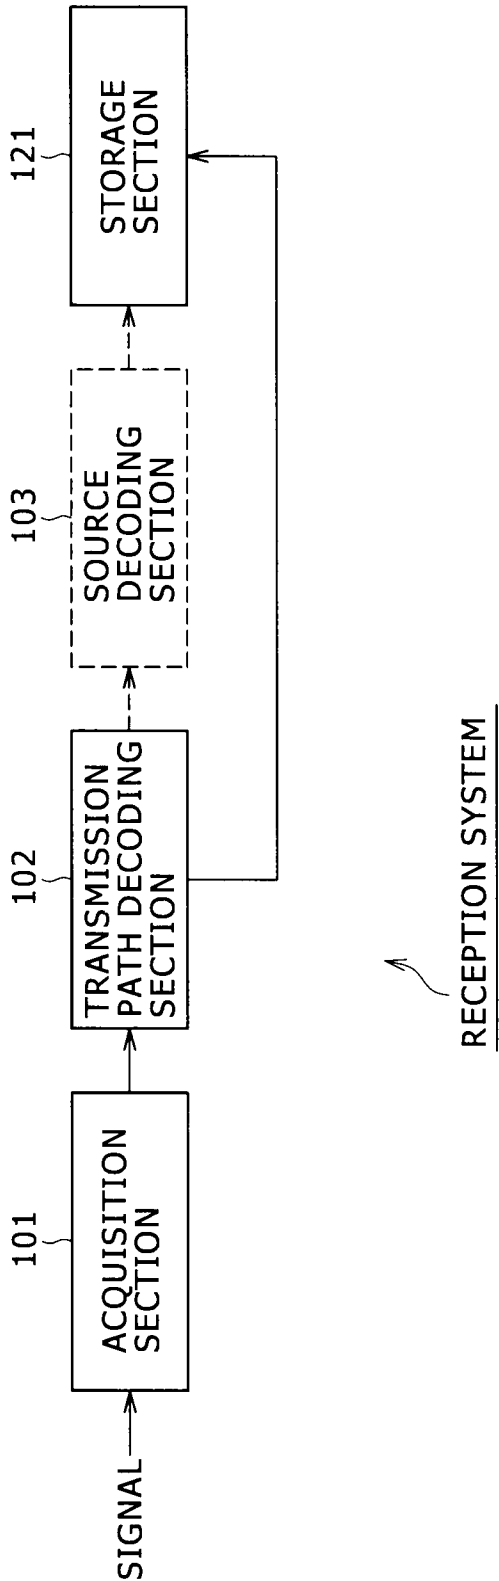 SIGNAL
101
ACQUISITION
SECTION
102
TRANSMISSION
PATH DECODING
SECTION
103
SOURCE
DECODING
SECTION
121
STORAGE
SECTION
RECEPTION SYSTEM